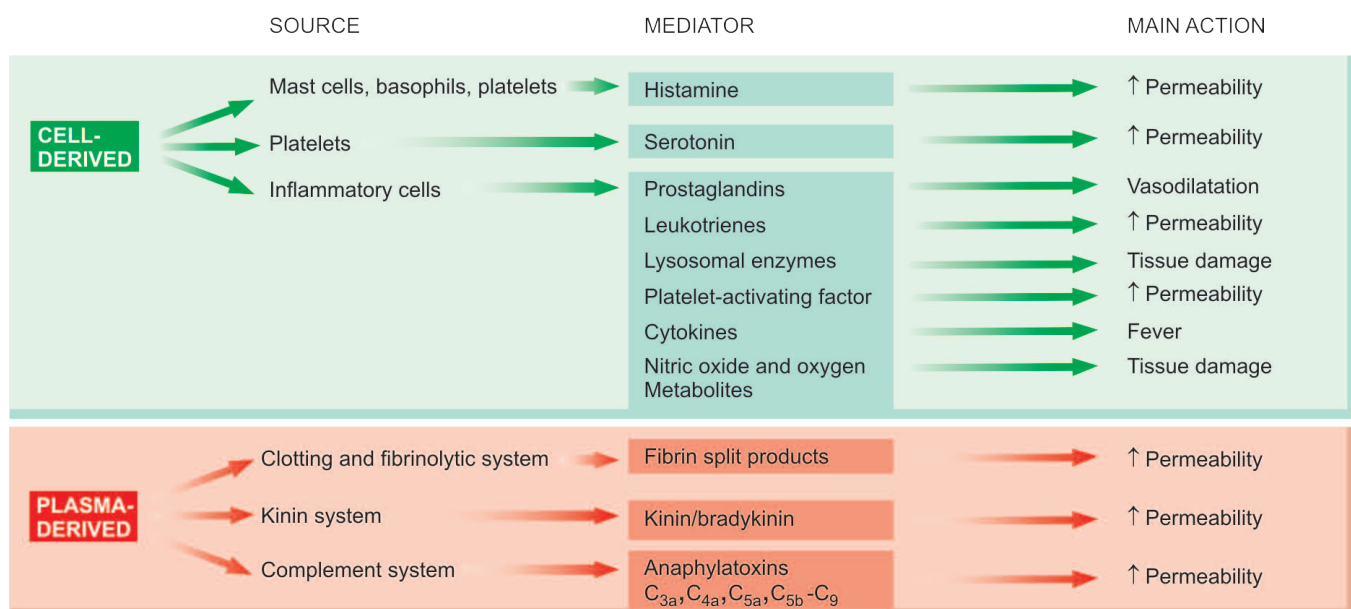 SOURCE MEDIATOR MAIN ACTION
CELL-
DERIVED
Mast cells, basophils, platelets Histamine ↑ Permeability
Platelets Serotonin ↑ Permeability
Inflammatory cells Prostaglandins Vasodilatation
Leukotrienes ↑ Permeability
Lysosomal enzymes Tissue damage
Platelet-activating factor ↑ Permeability
Cytokines Fever
Nitric oxide and oxygen Tissue damage
Metabolites
PLASMA-
DERIVED
Clotting and fibrinolytic system Fibrin split products ↑ Permeability
Kinin system Kinin/bradykinin ↑ Permeability
Complement system Anaphylatoxins ↑ Permeability
C3a,C4a,C5a,C5b-C9